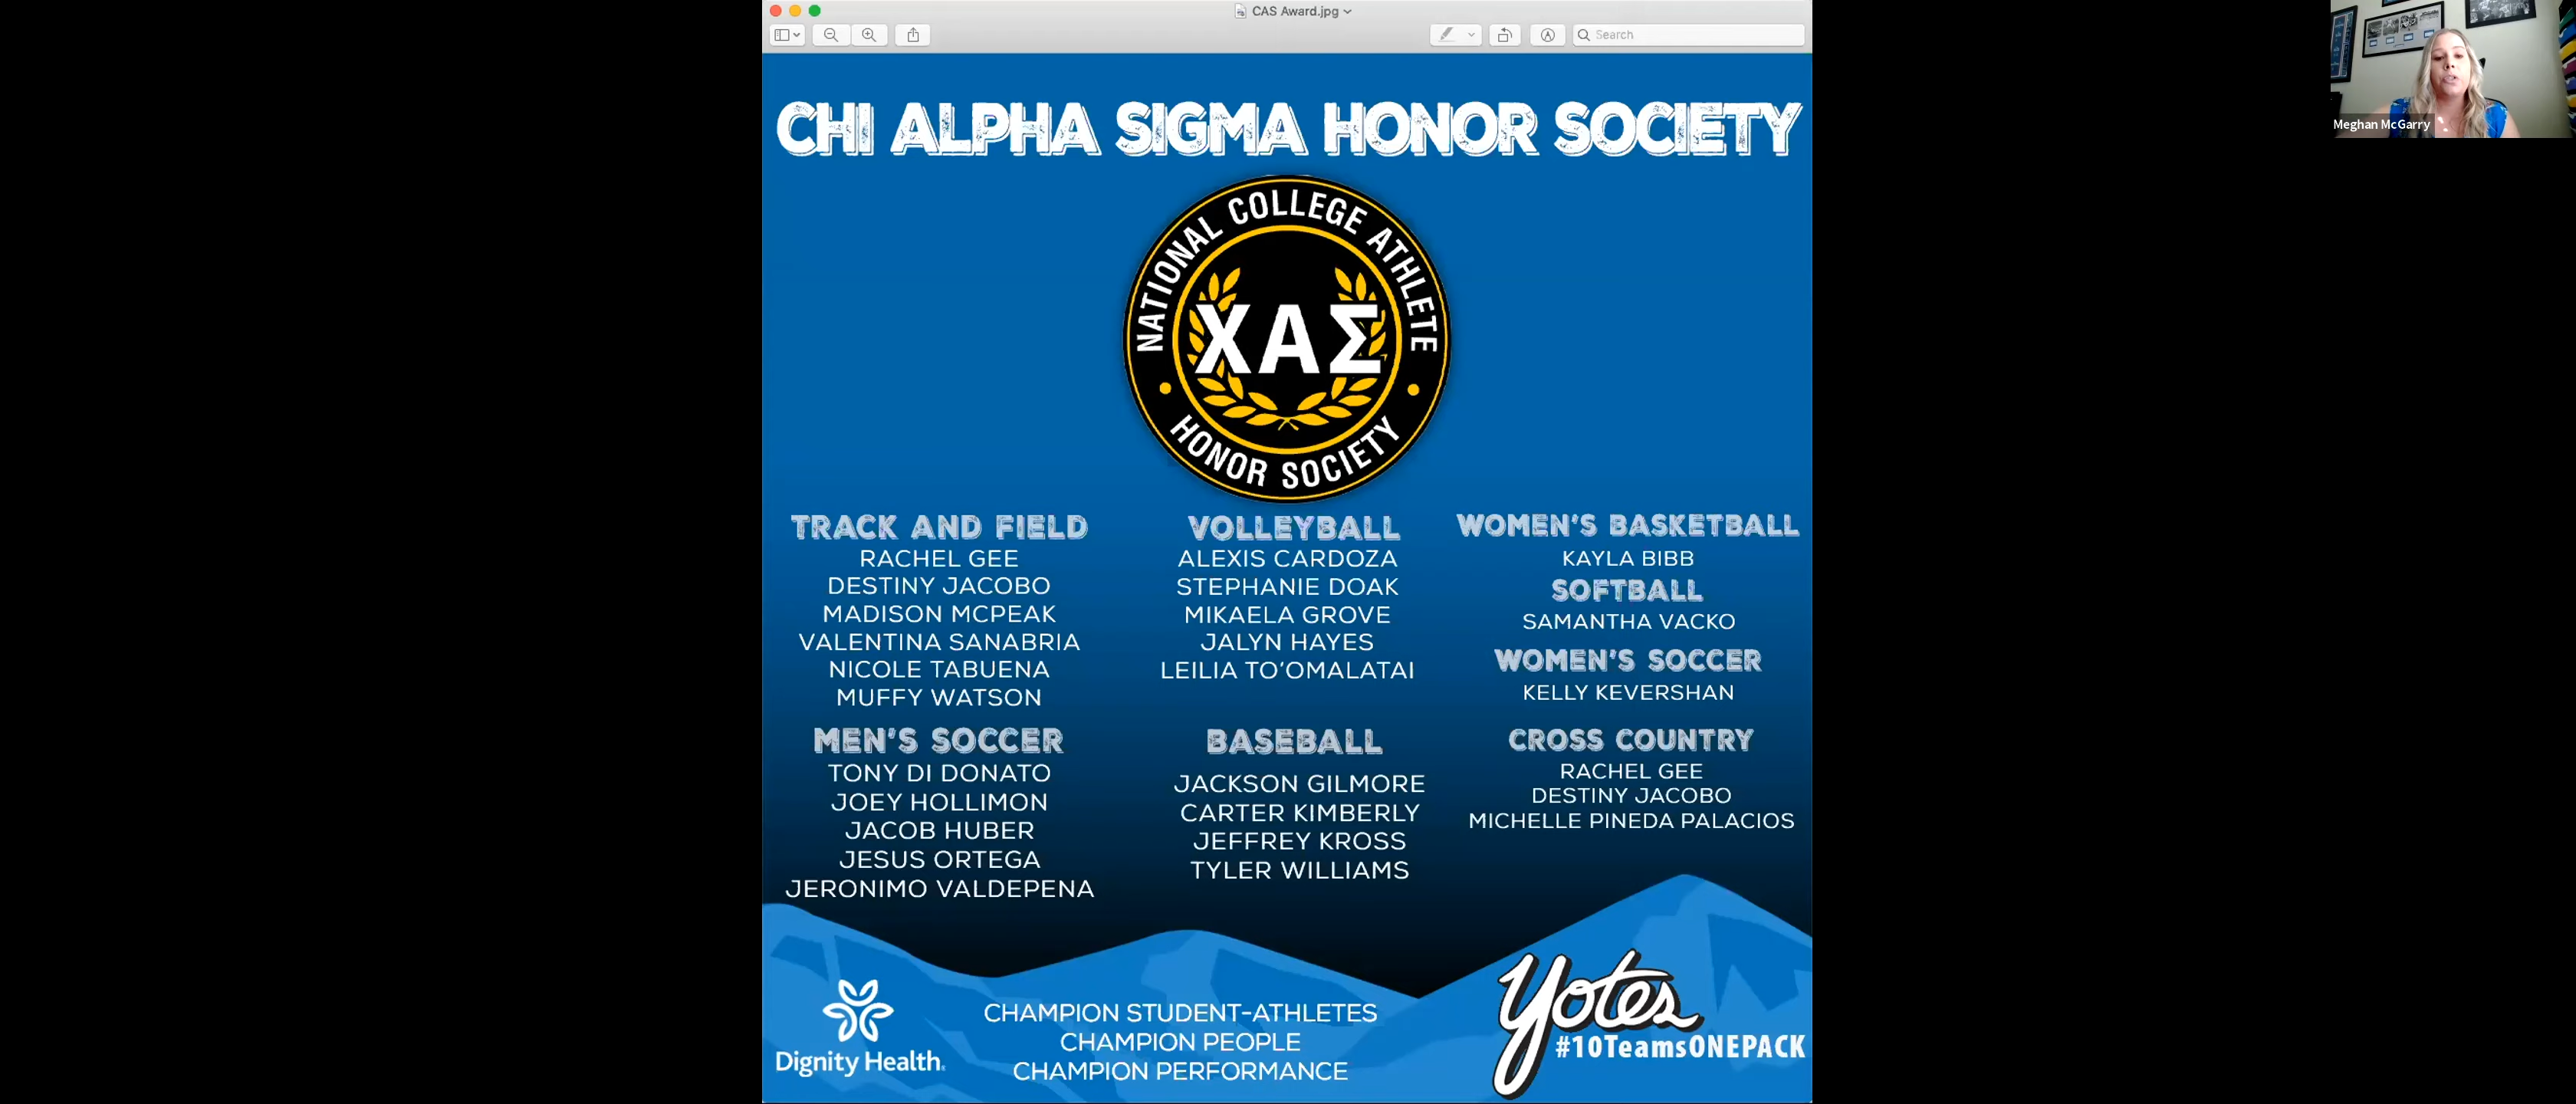 CAS Award.jpg
Search
Meghan McGarry
CHI ALPHA SIGMA HONOR SOCIETY
NATIONAL COLLEGE ATHLETE
ΧΑΣ
HONOR SOCIETY
TRACK AND FIELD
RACHEL GEE
DESTINY JACOBO
MADISON MCPEAK
VALENTINA SANABRIA
NICOLE TABUENA
MUFFY WATSON
MEN'S SOCCER
TONY DI DONATO
JOEY HOLLIMON
JACOB HUBER
JESUS ORTEGA
JERONIMO VALDEPENA
VOLLEYBALL
ALEXIS CARDOZA
STEPHANIE DOAK
MIKAELA GROVE
JALYN HAYES
LEILIA TO'OMALATAI
BASEBALL
JACKSON GILMORE
CARTER KIMBERLY
JEFFREY KROSS
TYLER WILLIAMS
WOMEN'S BASKETBALL
KAYLA BIBB
SOFTBALL
SAMANTHA VACKO
WOMEN'S SOCCER
KELLY KEVERSHAN
CROSS COUNTRY
RACHEL GEE
DESTINY JACOBO
MICHELLE PINEDA PALACIOS
Dignity Health.
CHAMPION STUDENT-ATHLETES
CHAMPION PEOPLE
CHAMPION PERFORMANCE
Yotes
#10TeamsONEPACK